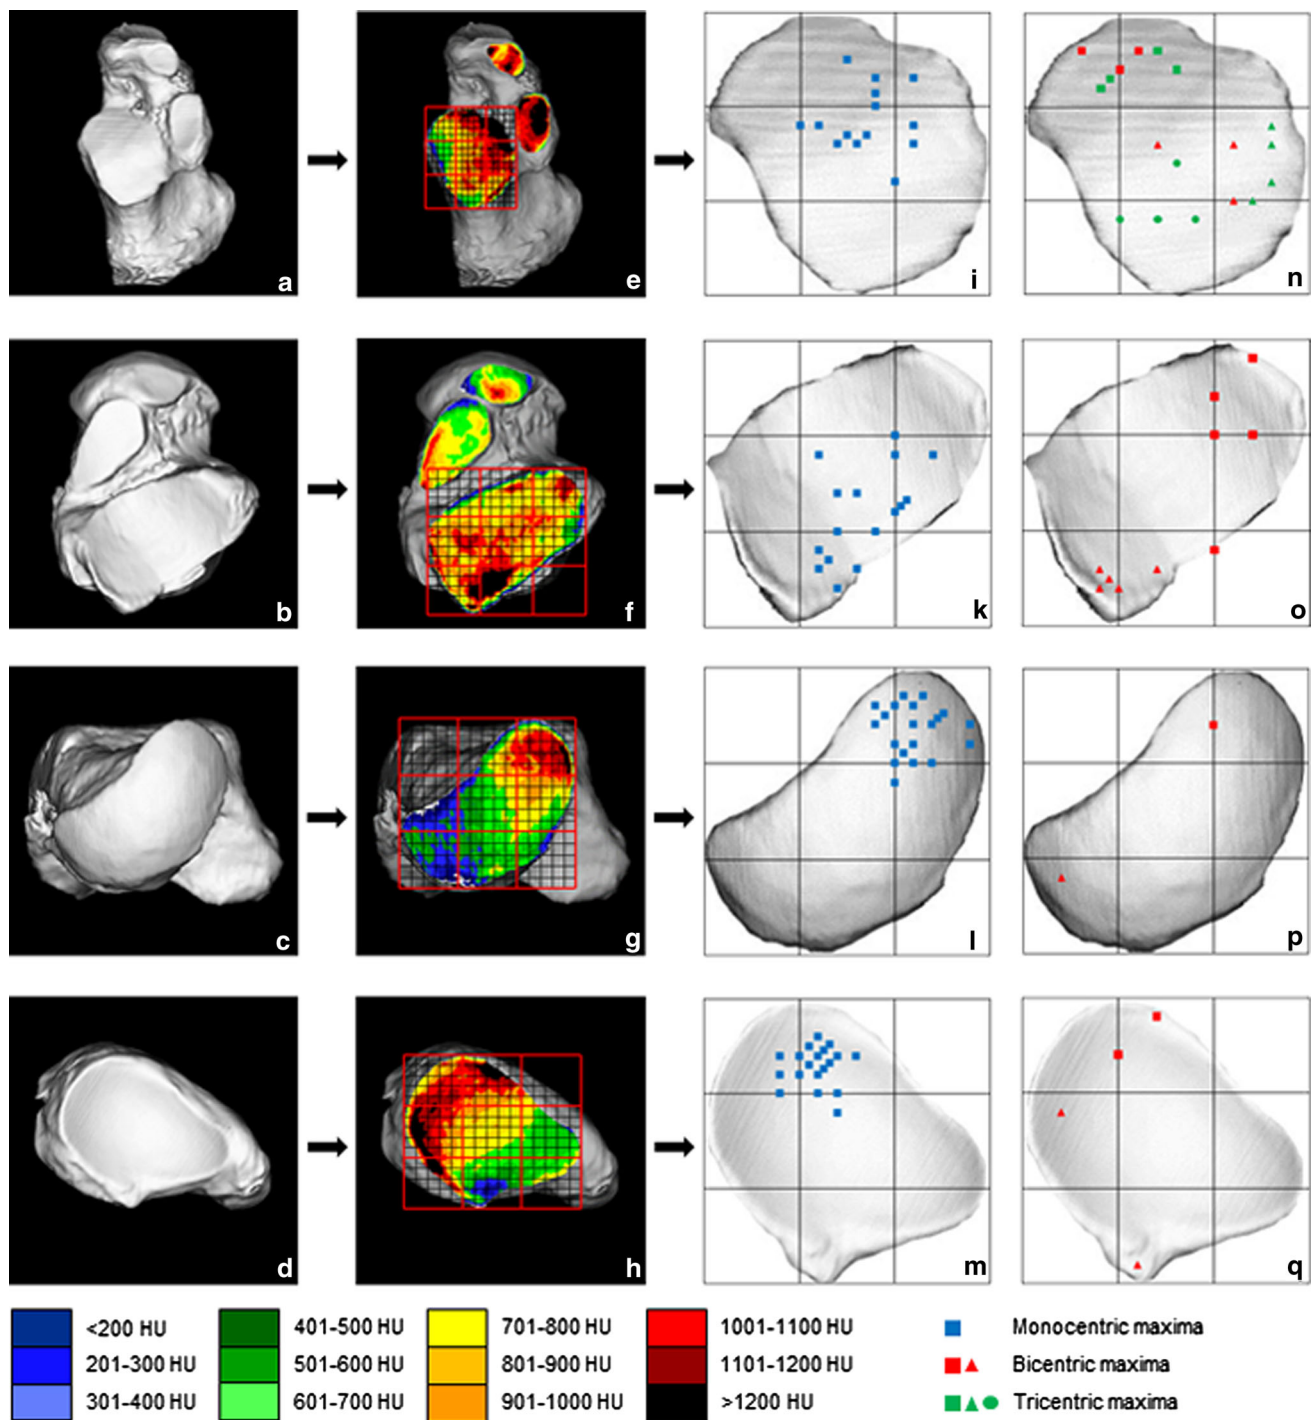 a
e
i
n
b
f
k
o
c
g
l
p
d
h
m
q
<200 HU
401-500 HU
701-800 HU
1001-1100 HU
Monocentric maxima
201-300 HU
501-600 HU
801-900 HU
1101-1200 HU
Bicentric maxima
301-400 HU
601-700 HU
901-1000 HU
>1200 HU
Tricentric maxima